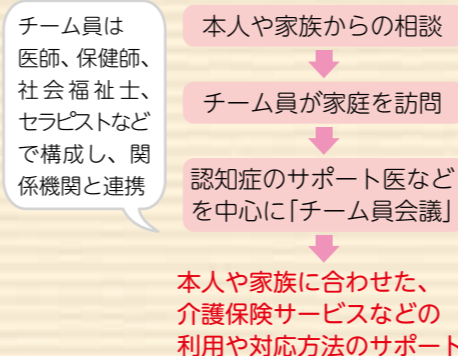 チーム員は
医師、保健師、
社会福祉士、
セラピストなど
で構成し、関
係機関と連携
本人や家族からの相談
チーム員が家庭を訪問
認知症のサポート医など
を中心に「チーム員会議」
本人や家族に合わせた、
介護保険サービスなどの
利用や対応方法のサポート